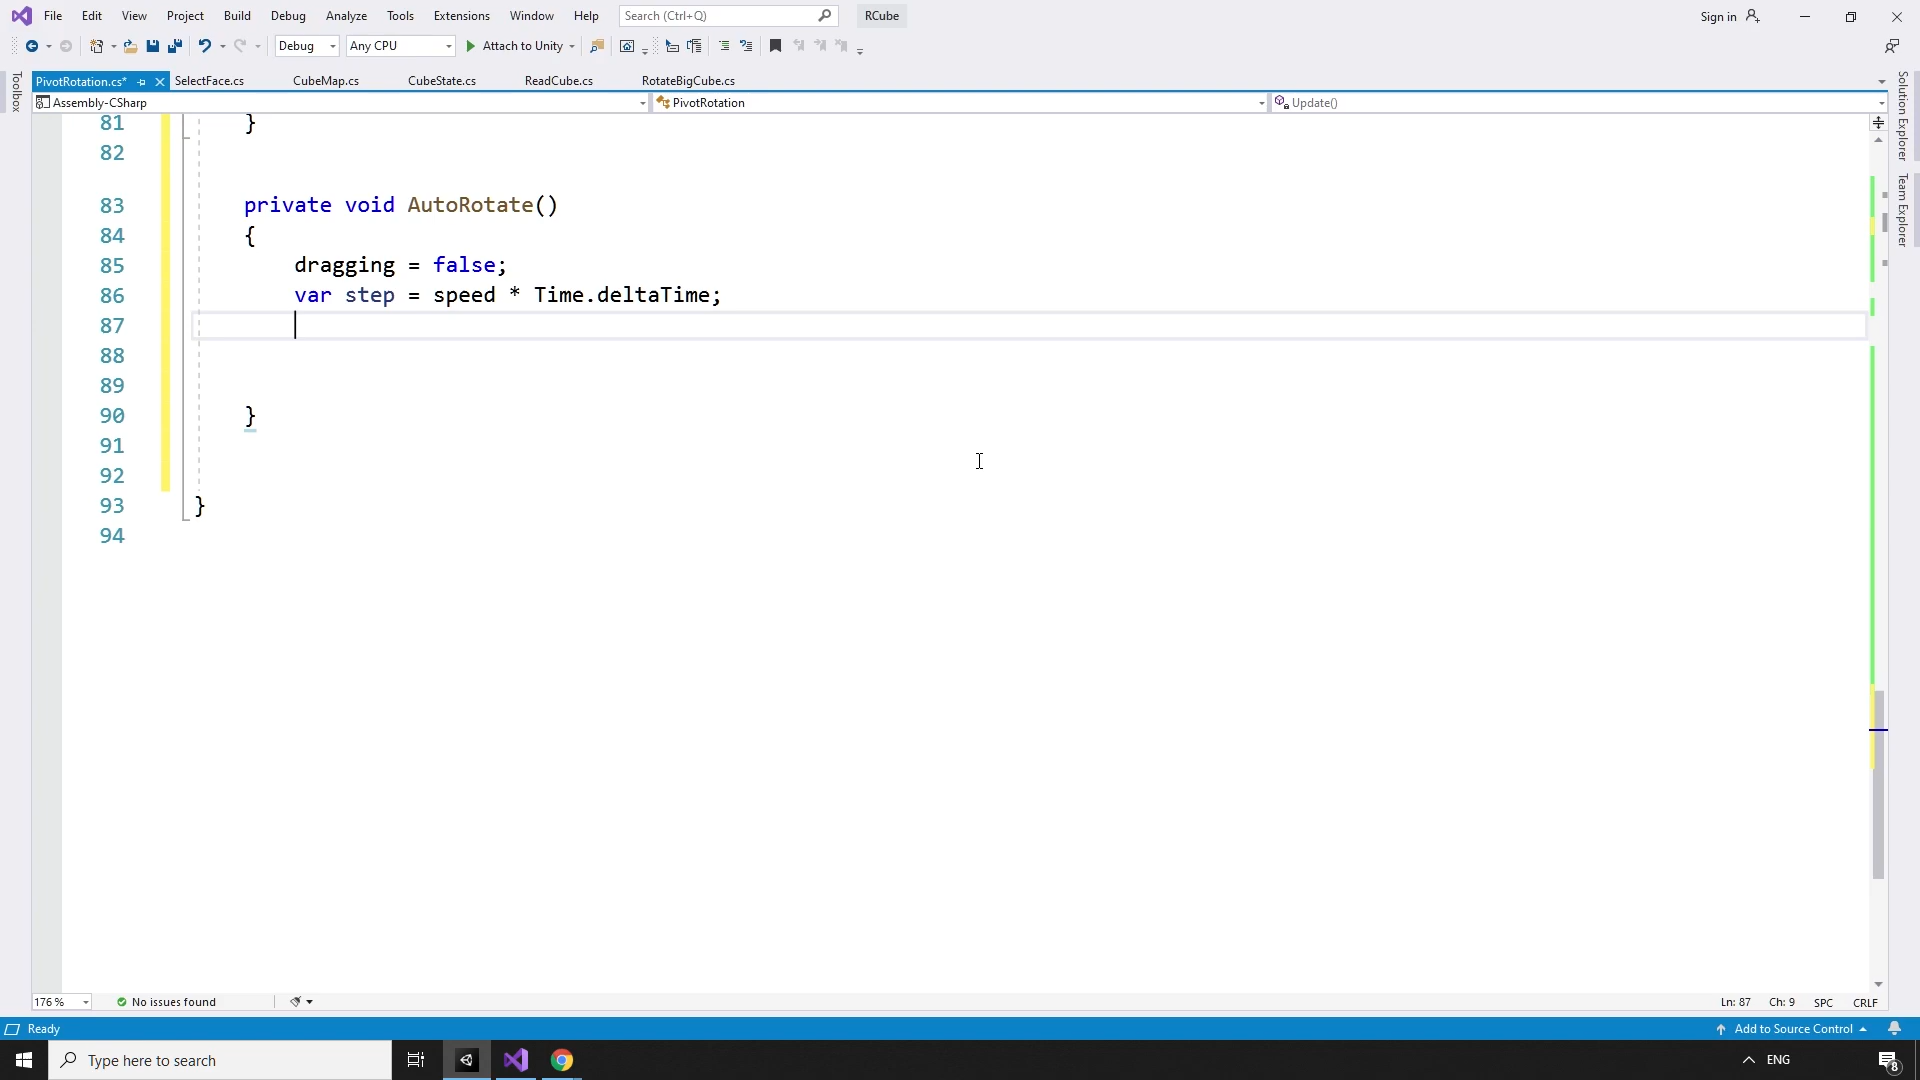 File Edit View Project Build Debug Analyze Tools Extensions Window Help Search (Ctrl+Q) RCube Sign in
Debug Any CPU Attach to Unity
PivotRotation.cs* SelectFace.cs CubeMap.cs CubeState.cs ReadCube.cs RotateBigCube.cs
Assembly-CSharp PivotRotation Update()
Toolbox
Solution Explorer
Team Explorer
81 }
82
83 private void AutoRotate()
84 {
85 dragging = false;
86 var step = speed * Time.deltaTime;
87
88
89
90 }
91
92
93 }
94
176 % No issues found Ln: 87 Ch: 9 SPC CRLF
Ready Add to Source Control
Type here to search ENG 8